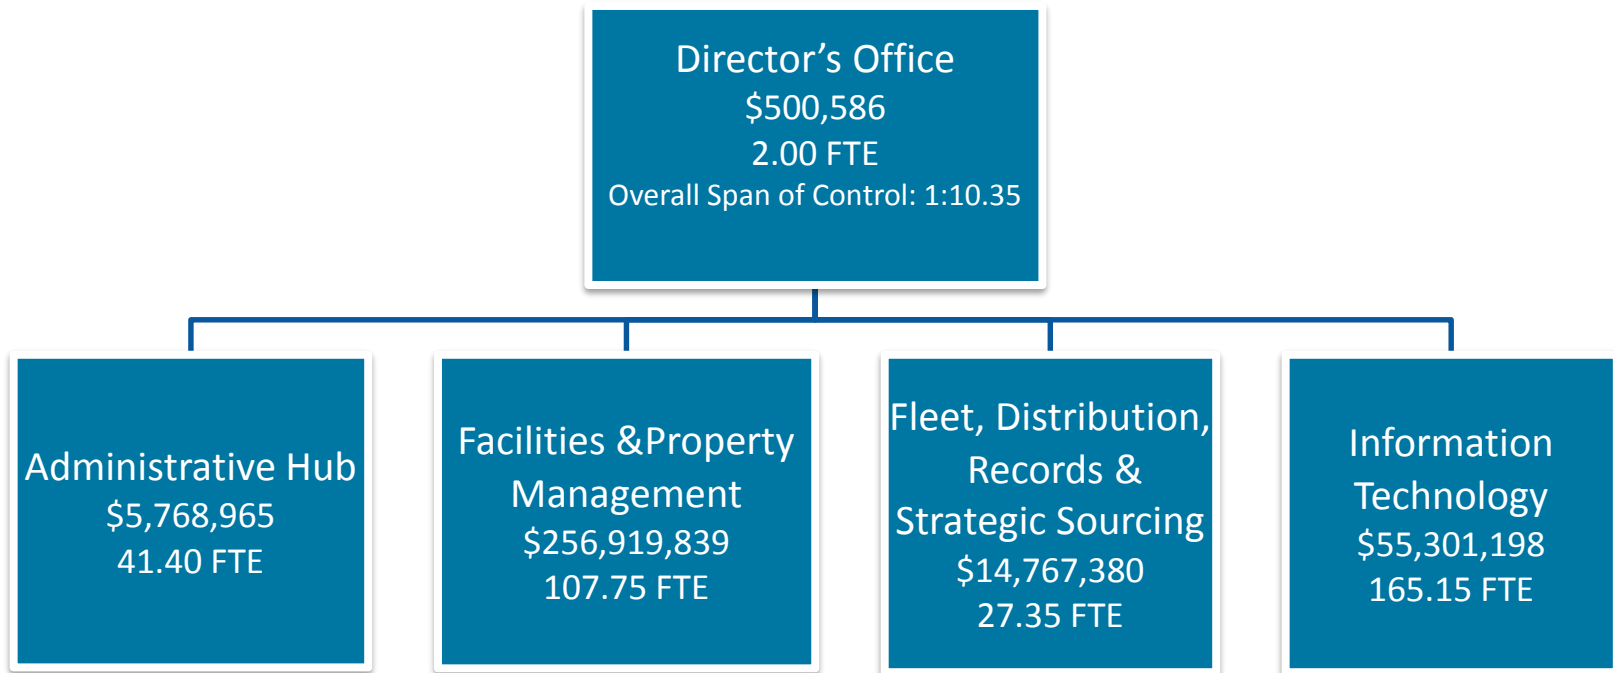 Director’s Office
$500,586
2.00 FTE
Overall Span of Control: 1:10.35
Administrative Hub
$5,768,965
41.40 FTE
Facilities &Property
Management
$256,919,839
107.75 FTE
Fleet, Distribution,
Records &
Strategic Sourcing
$14,767,380
27.35 FTE
Information
Technology
$55,301,198
165.15 FTE